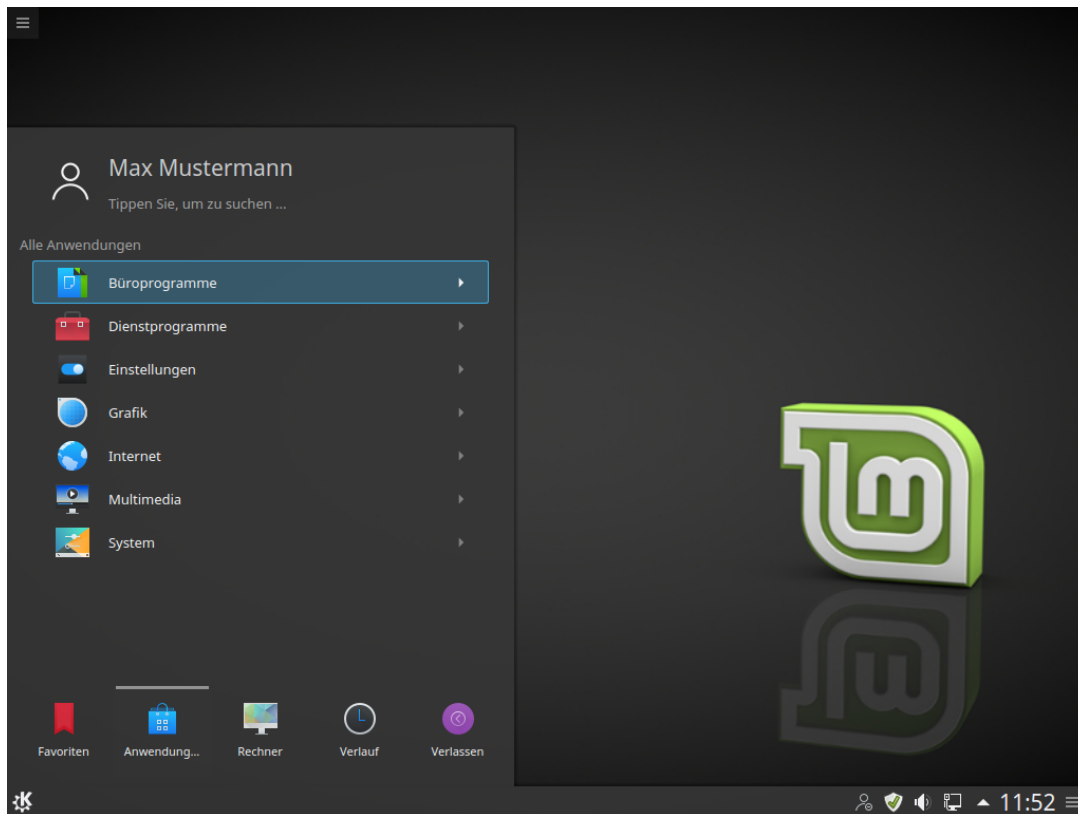 Max Mustermann
Tippen Sie, um zu suchen ...
Alle Anwendungen
Büroprogramme
Dienstprogramme
Einstellungen
Grafik
Internet
Multimedia
System
Favoriten
Anwendung...
Rechner
Verlauf
Verlassen
11:52